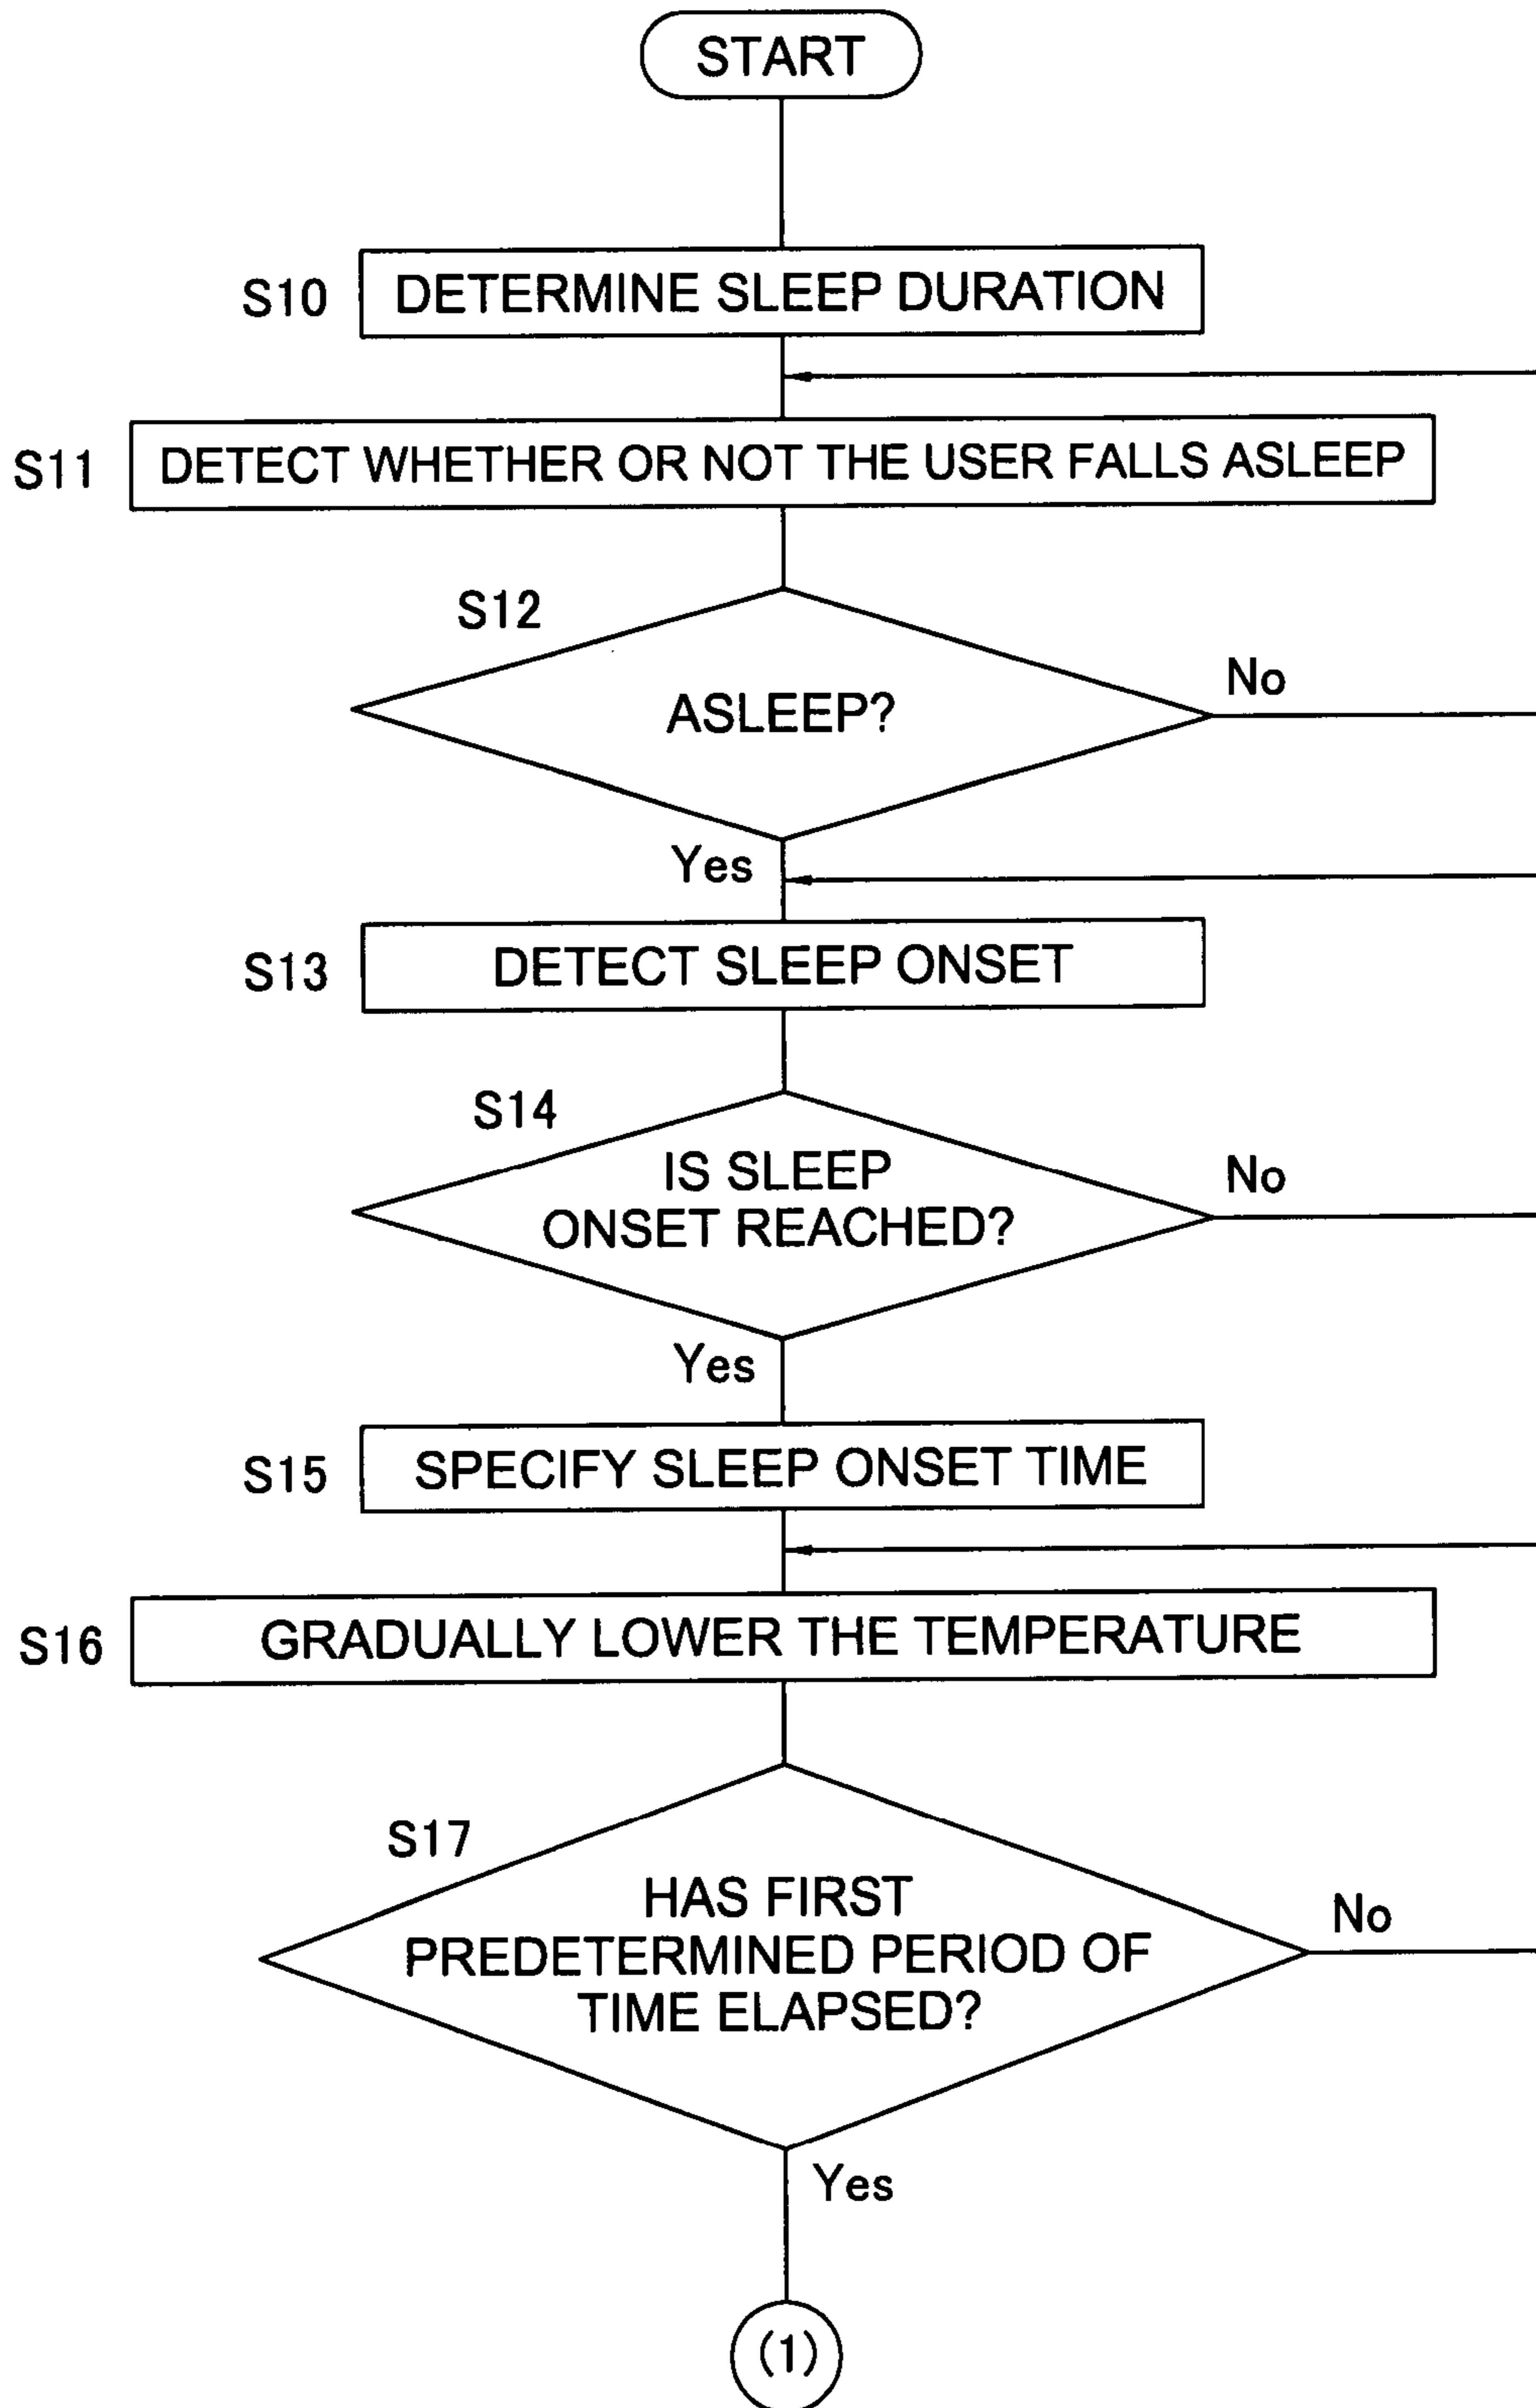 START
S10
DETERMINE SLEEP DURATION
S11
DETECT WHETHER OR NOT THE USER FALLS ASLEEP
S12
ASLEEP?
No
Yes
S13
DETECT SLEEP ONSET
S14
IS SLEEP
ONSET REACHED?
No
Yes
S15
SPECIFY SLEEP ONSET TIME
S16
GRADUALLY LOWER THE TEMPERATURE
S17
HAS FIRST
PREDETERMINED PERIOD OF
TIME ELAPSED?
No
Yes
(1)